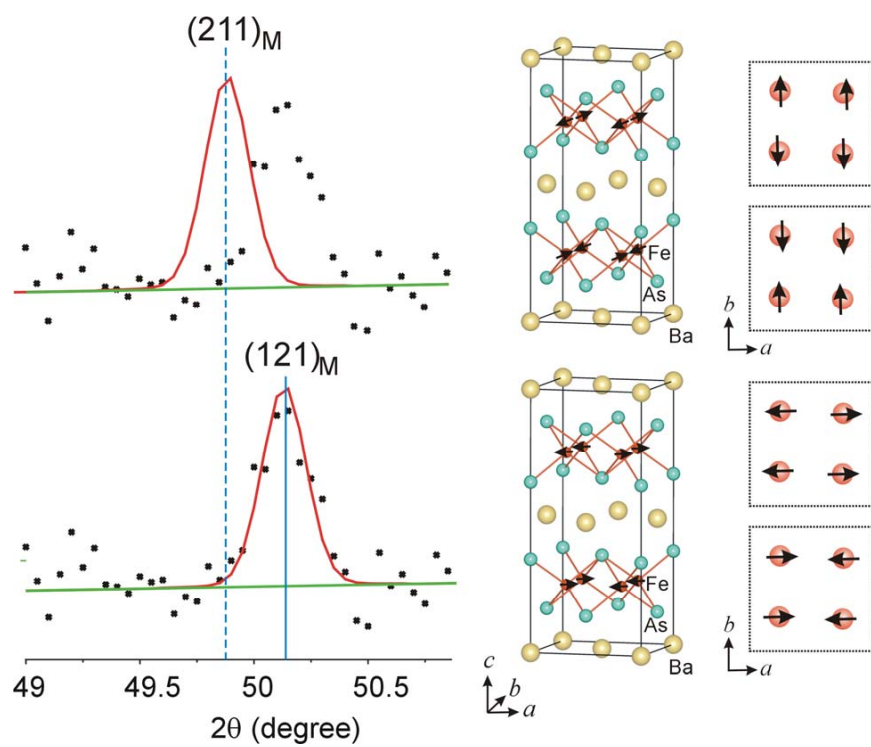 (211)M
(121)M
49
49.5
50
50.5
2θ (degree)
Fe
As
Ba
b
a
Fe
As
Ba
c
b
a
b
a